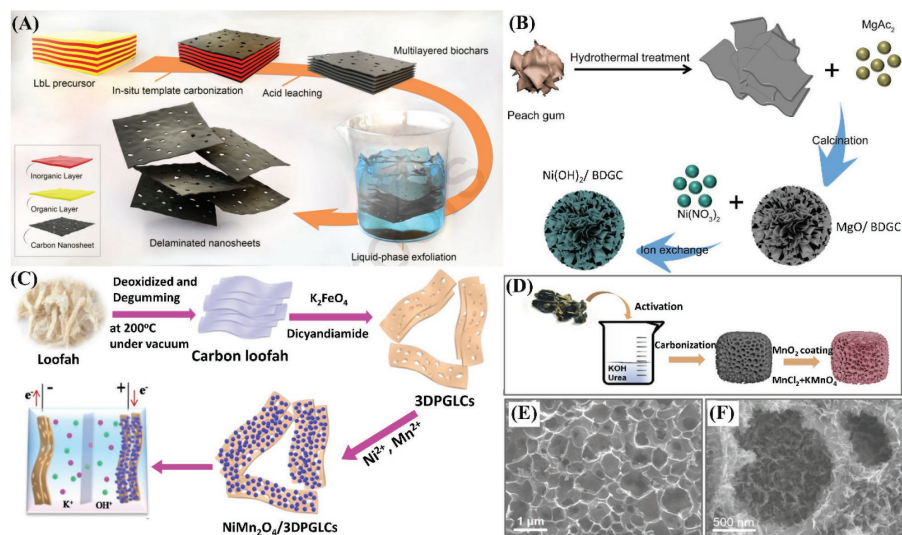 (A)
LbL precursor
In-situ template carbonization
Acid leaching
Multilayered biochars
Inorganic Layer
Organic Layer
Carbon Nanosheet
Delaminated nanosheets
Liquid-phase exfoliation
(B)
Peach gum
Hydrothermal treatment
+
MgAc₂
Calcination
Ni(OH)₂/ BDGC
Ni(NO₃)₂
+
MgO/ BDGC
Ion exchange
(C)
Loofah
Deoxidized and
Degumming
at 200°C
under vacuum
Carbon loofah
K₂FeO₄
Dicyandiamide
3DPGLCs
Ni²⁺ , Mn²⁺
NiMn₂O₄/3DPGLCs
e⁻ - + e⁻
K⁺ OH⁺
(D)
Activation
KOH
Urea
Carbonization
MnO₂ coating
MnCl₂+KMnO₄
(E)
1 μm
(F)
500 nm